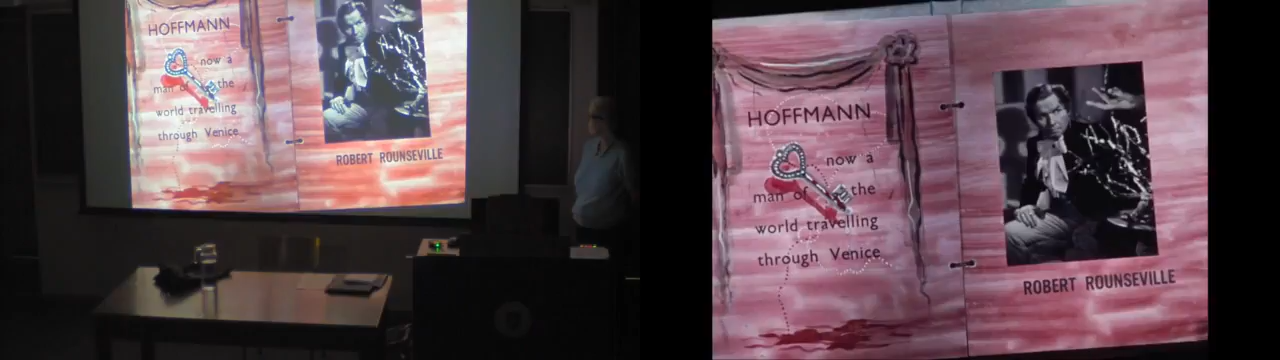 HOFFMANN
now a
man of the
world travelling
through Venice
ROBERT ROUNSEVILLE
HOFFMANN
now a
man of the
world travelling
through Venice
ROBERT ROUNSEVILLE